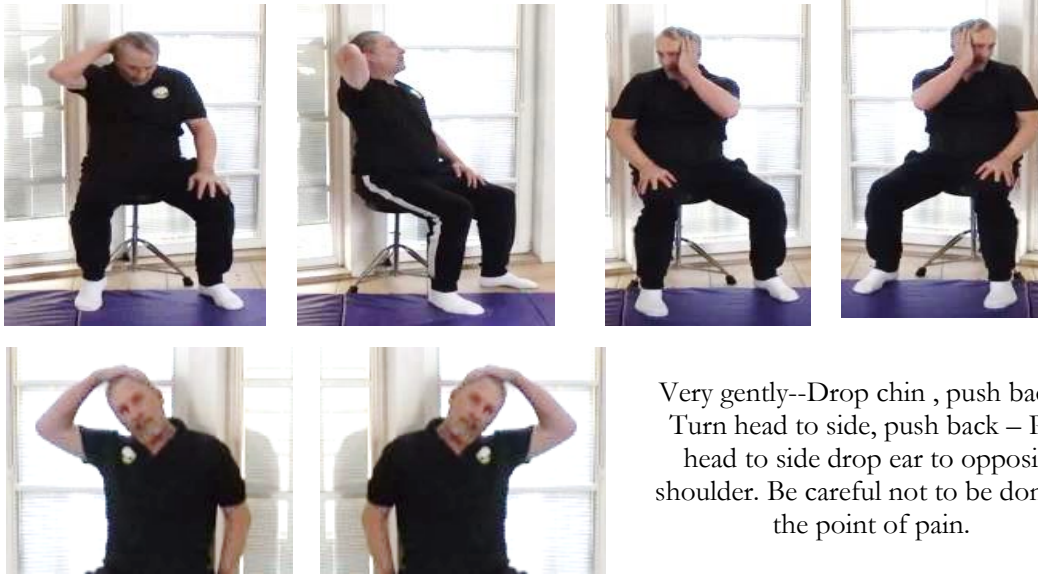 Very gently--Drop chin , push
Turn head to side, push back –
head to side drop ear to
shoulder. Be careful not to be
the point of pain.